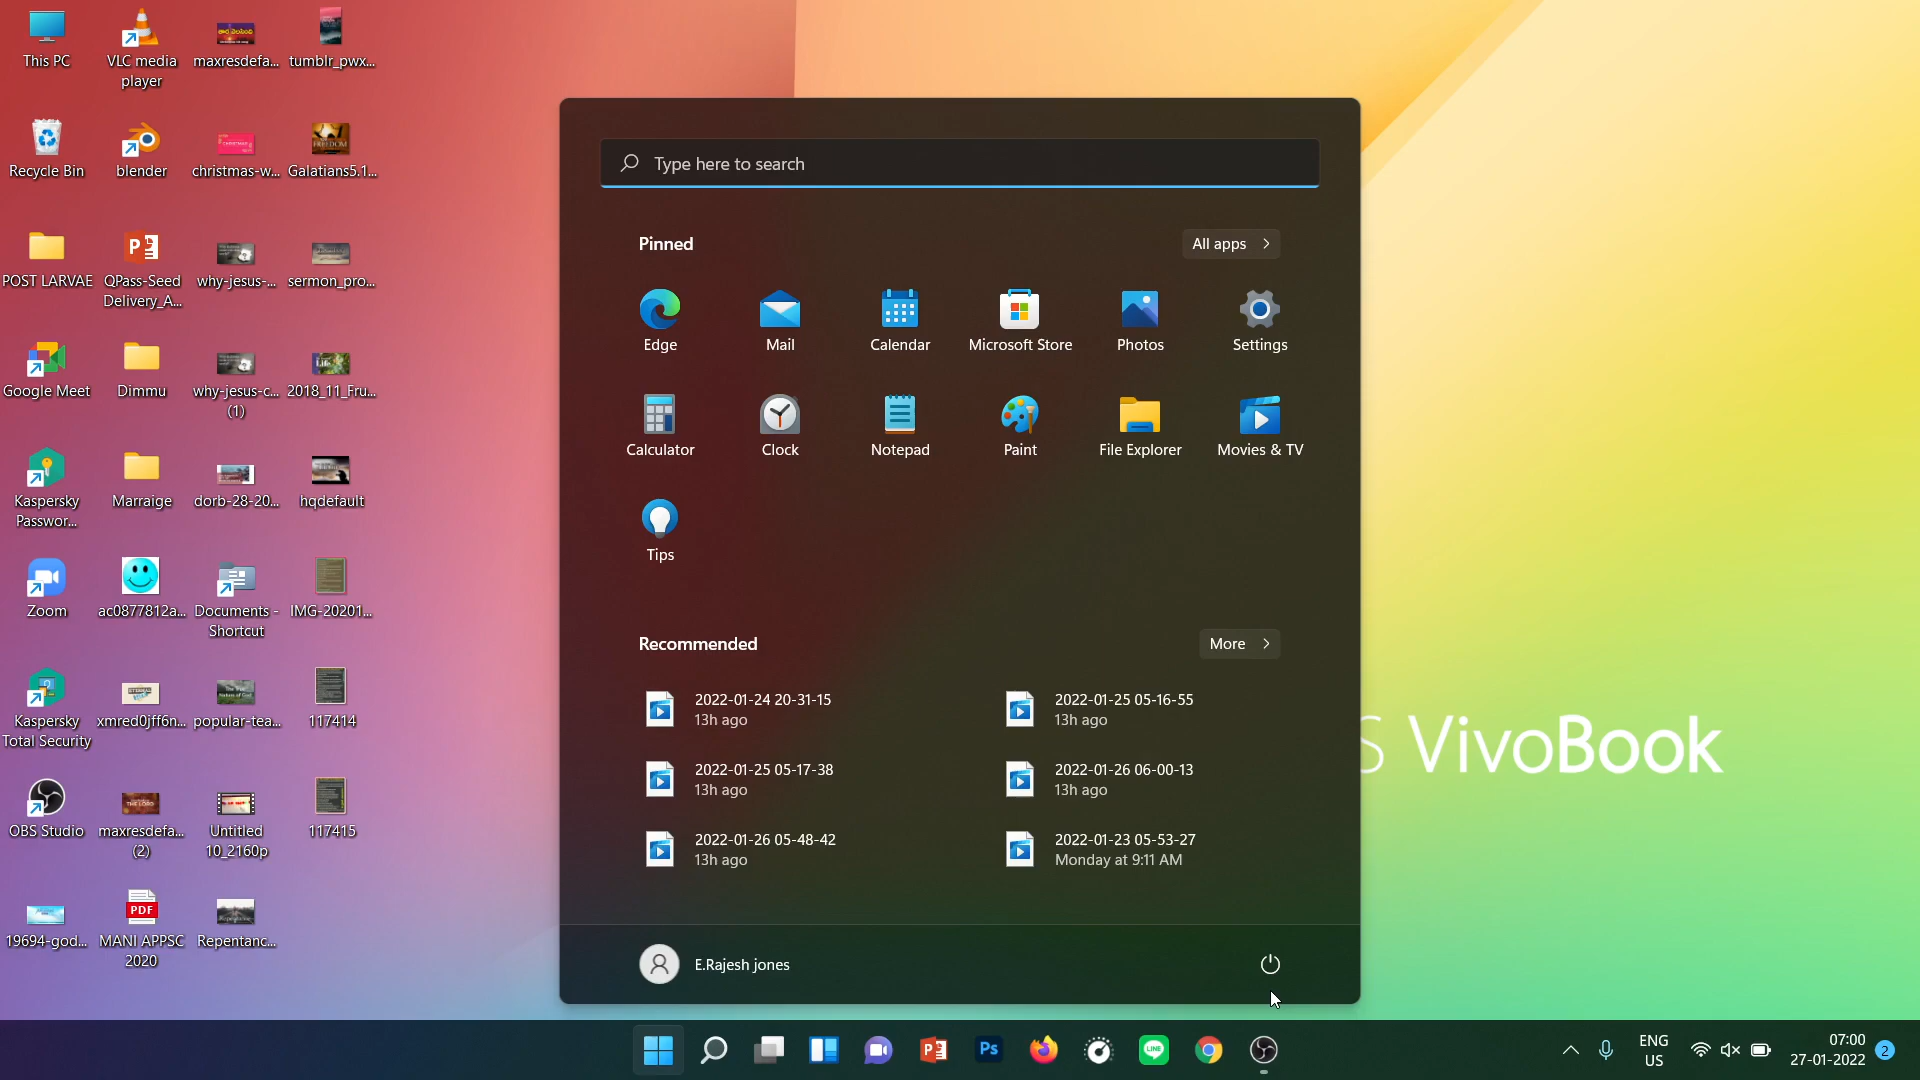 This PC
VLC media
player
maxresdefa...
tumblr_pwx...
Recycle Bin
blender
christmas-w...
Galatians5.1...
POST LARVAE
QPass-Seed
Delivery_A...
why-jesus-...
sermon_pro...
Google Meet
Dimmu
why-jesus-c...
(1)
2018_11_Fru...
Kaspersky
Passwor...
Marraige
dorb-28-20...
hqdefault
Zoom
ac0877812a...
Documents -
Shortcut
IMG-20201...
Kaspersky
Total Security
xmred0jff6n...
popular-tea...
117414
OBS Studio
maxresdefa...
(2)
Untitled
10_2160p
117415
19694-god...
PDF
MANI APPSC
2020
Repentanc...
Type here to search
Pinned
All apps
Edge
Mail
Calendar
Microsoft Store
Photos
Settings
Calculator
Clock
Notepad
Paint
File Explorer
Movies & TV
Tips
Recommended
More
2022-01-24 20-31-15
13h ago
2022-01-25 05-16-55
13h ago
2022-01-25 05-17-38
13h ago
2022-01-26 06-00-13
13h ago
2022-01-26 05-48-42
13h ago
2022-01-23 05-53-27
Monday at 9:11 AM
E.Rajesh jones
S VivoBook
Ps
LINE
ENG
US
07:00
27-01-2022
2